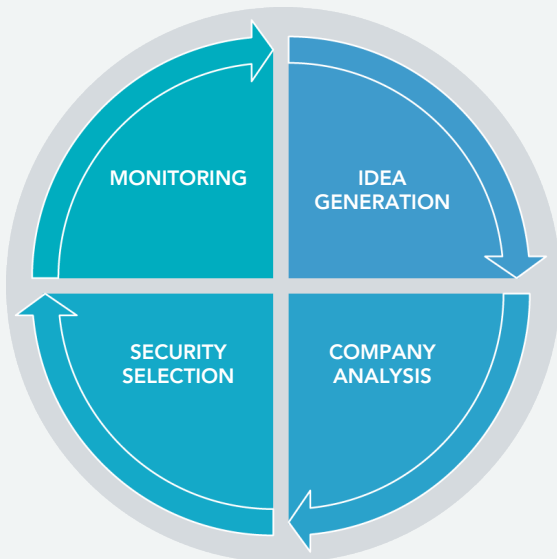 MONITORING
IDEA
GENERATION
SECURITY
SELECTION
COMPANY
ANALYSIS